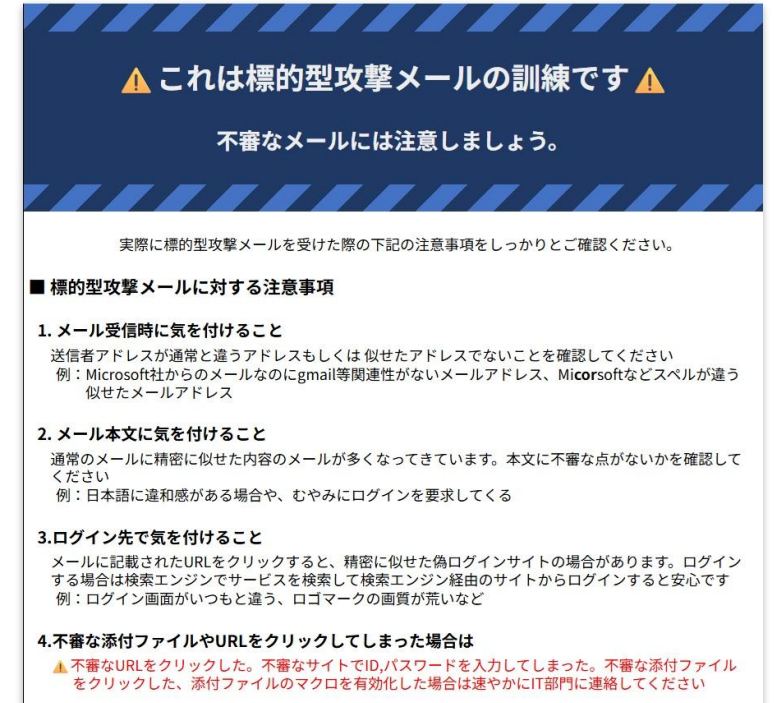 ⚠これは標的型攻撃メールの訓練です⚠
不審なメールには注意しましょう。
実際に標的型攻撃メールを受けた際の下記の注意事項をしっかりとご確認ください。
■ 標的型攻撃メールに対する注意事項
1. メール受信時に気を付けること
送信者アドレスが通常と違うアドレスもしくは 似せたアドレスでないことを確認してください
例：Microsoft社からのメールなのにgmail等関連性がないメールアドレス、Micorsoftなどスペルが違う
似せたメールアドレス
2. メール本文に気を付けること
通常のメールに精密に似せた内容のメールが多くなってきています。本文に不審な点がないかを確認して
ください
例：日本語に違和感がある場合や、むやみにログインを要求してくる
3.ログイン先で気を付けること
メールに記載されたURLをクリックすると、精密に似せた偽ログインサイトの場合があります。ログイン
する場合は検索エンジンでサービスを検索して検索エンジン経由のサイトからログインすると安心です
例：ログイン画面がいつもと違う、ロゴマークの画質が荒いなど
4.不審な添付ファイルやURLをクリックしてしまった場合は
⚠不審なURLをクリックした。不審なサイトでID,パスワードを入力してしまった。不審な添付ファイル
をクリックした、添付ファイルのマクロを有効化した場合は速やかにIT部門に連絡してください